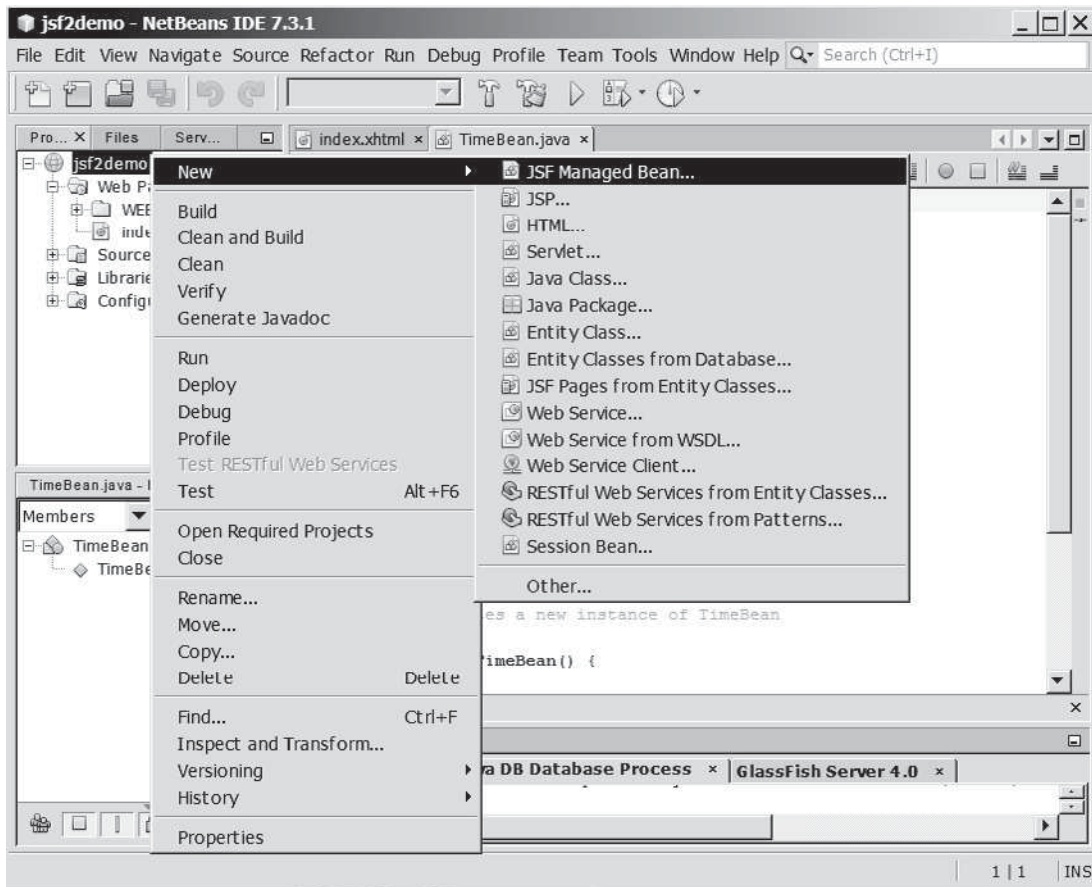 jsf2demo - NetBeans IDE 7.3.1
File Edit View Navigate Source Refactor Run Debug Profile Team Tools Window Help Search (Ctrl+I)
Pro... Files Serv... index.xhtml TimeBean.java
jsf2demo
Web Pa
WEB
inde
Source
Librarie
Configu
TimeBean.java -
Members
TimeBean
TimeBe
New
Build
Clean and Build
Clean
Verify
Generate Javadoc
Run
Deploy
Debug
Profile
Test RESTful Web Services
Test Alt+F6
Open Required Projects
Close
Rename...
Move...
Copy...
Delete Delete
Find... Ctrl+F
Inspect and Transform...
Versioning
History
Properties
JSF Managed Bean...
JSP...
HTML...
Servlet...
Java Class...
Java Package...
Entity Class...
Entity Classes from Database...
JSF Pages from Entity Classes...
Web Service...
Web Service from WSDL...
Web Service Client...
RESTful Web Services from Entity Classes...
RESTful Web Services from Patterns...
Session Bean...
Other...
es a new instance of TimeBean
imeBean() {
va DB Database Process GlassFish Server 4.0
1 | 1 INS